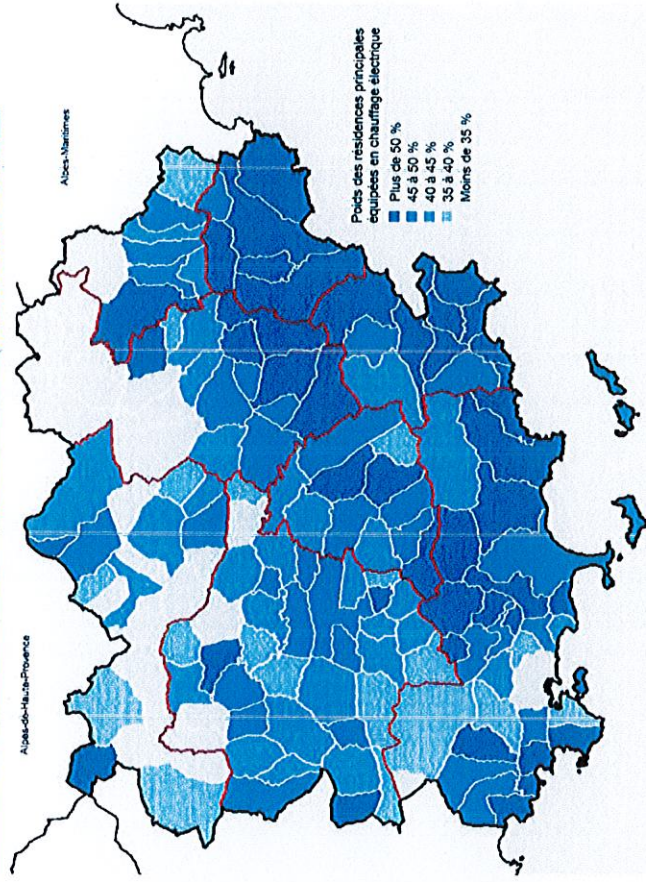 Alpes-de-Haute-Provence
Alpes-Maritimes
Poids des résidences principales
équipées en chauffage électrique
Plus de 50 %
45 à 50 %
40 à 45 %
35 à 40 %
Moins de 35 %